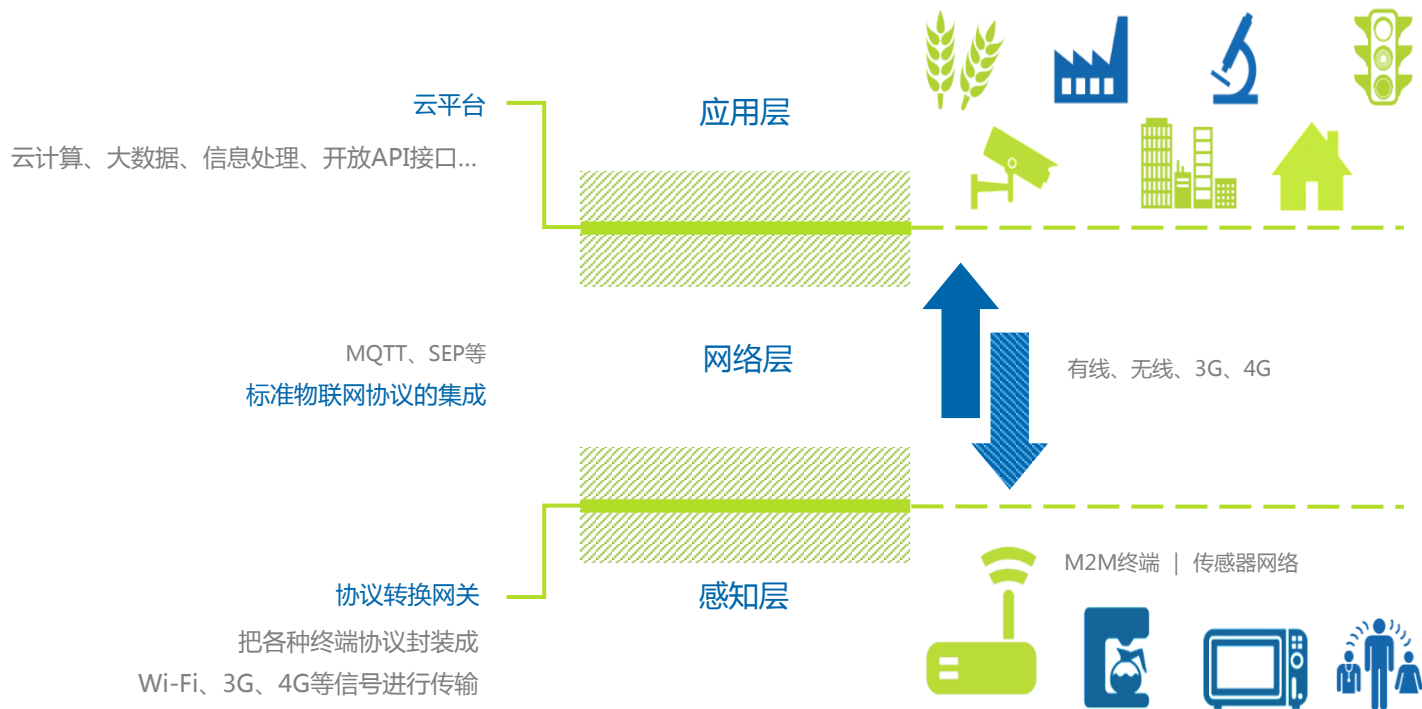 云平台
应用层
云计算、大数据、信息处理、开放API接口...
MQTT、SEP等
网络层
有线、无线、3G、4G
标准物联网协议的集成
M2M终端 | 传感器网络
协议转换网关
感知层
把各种终端协议封装成
Wi-Fi、3G、4G等信号进行传输